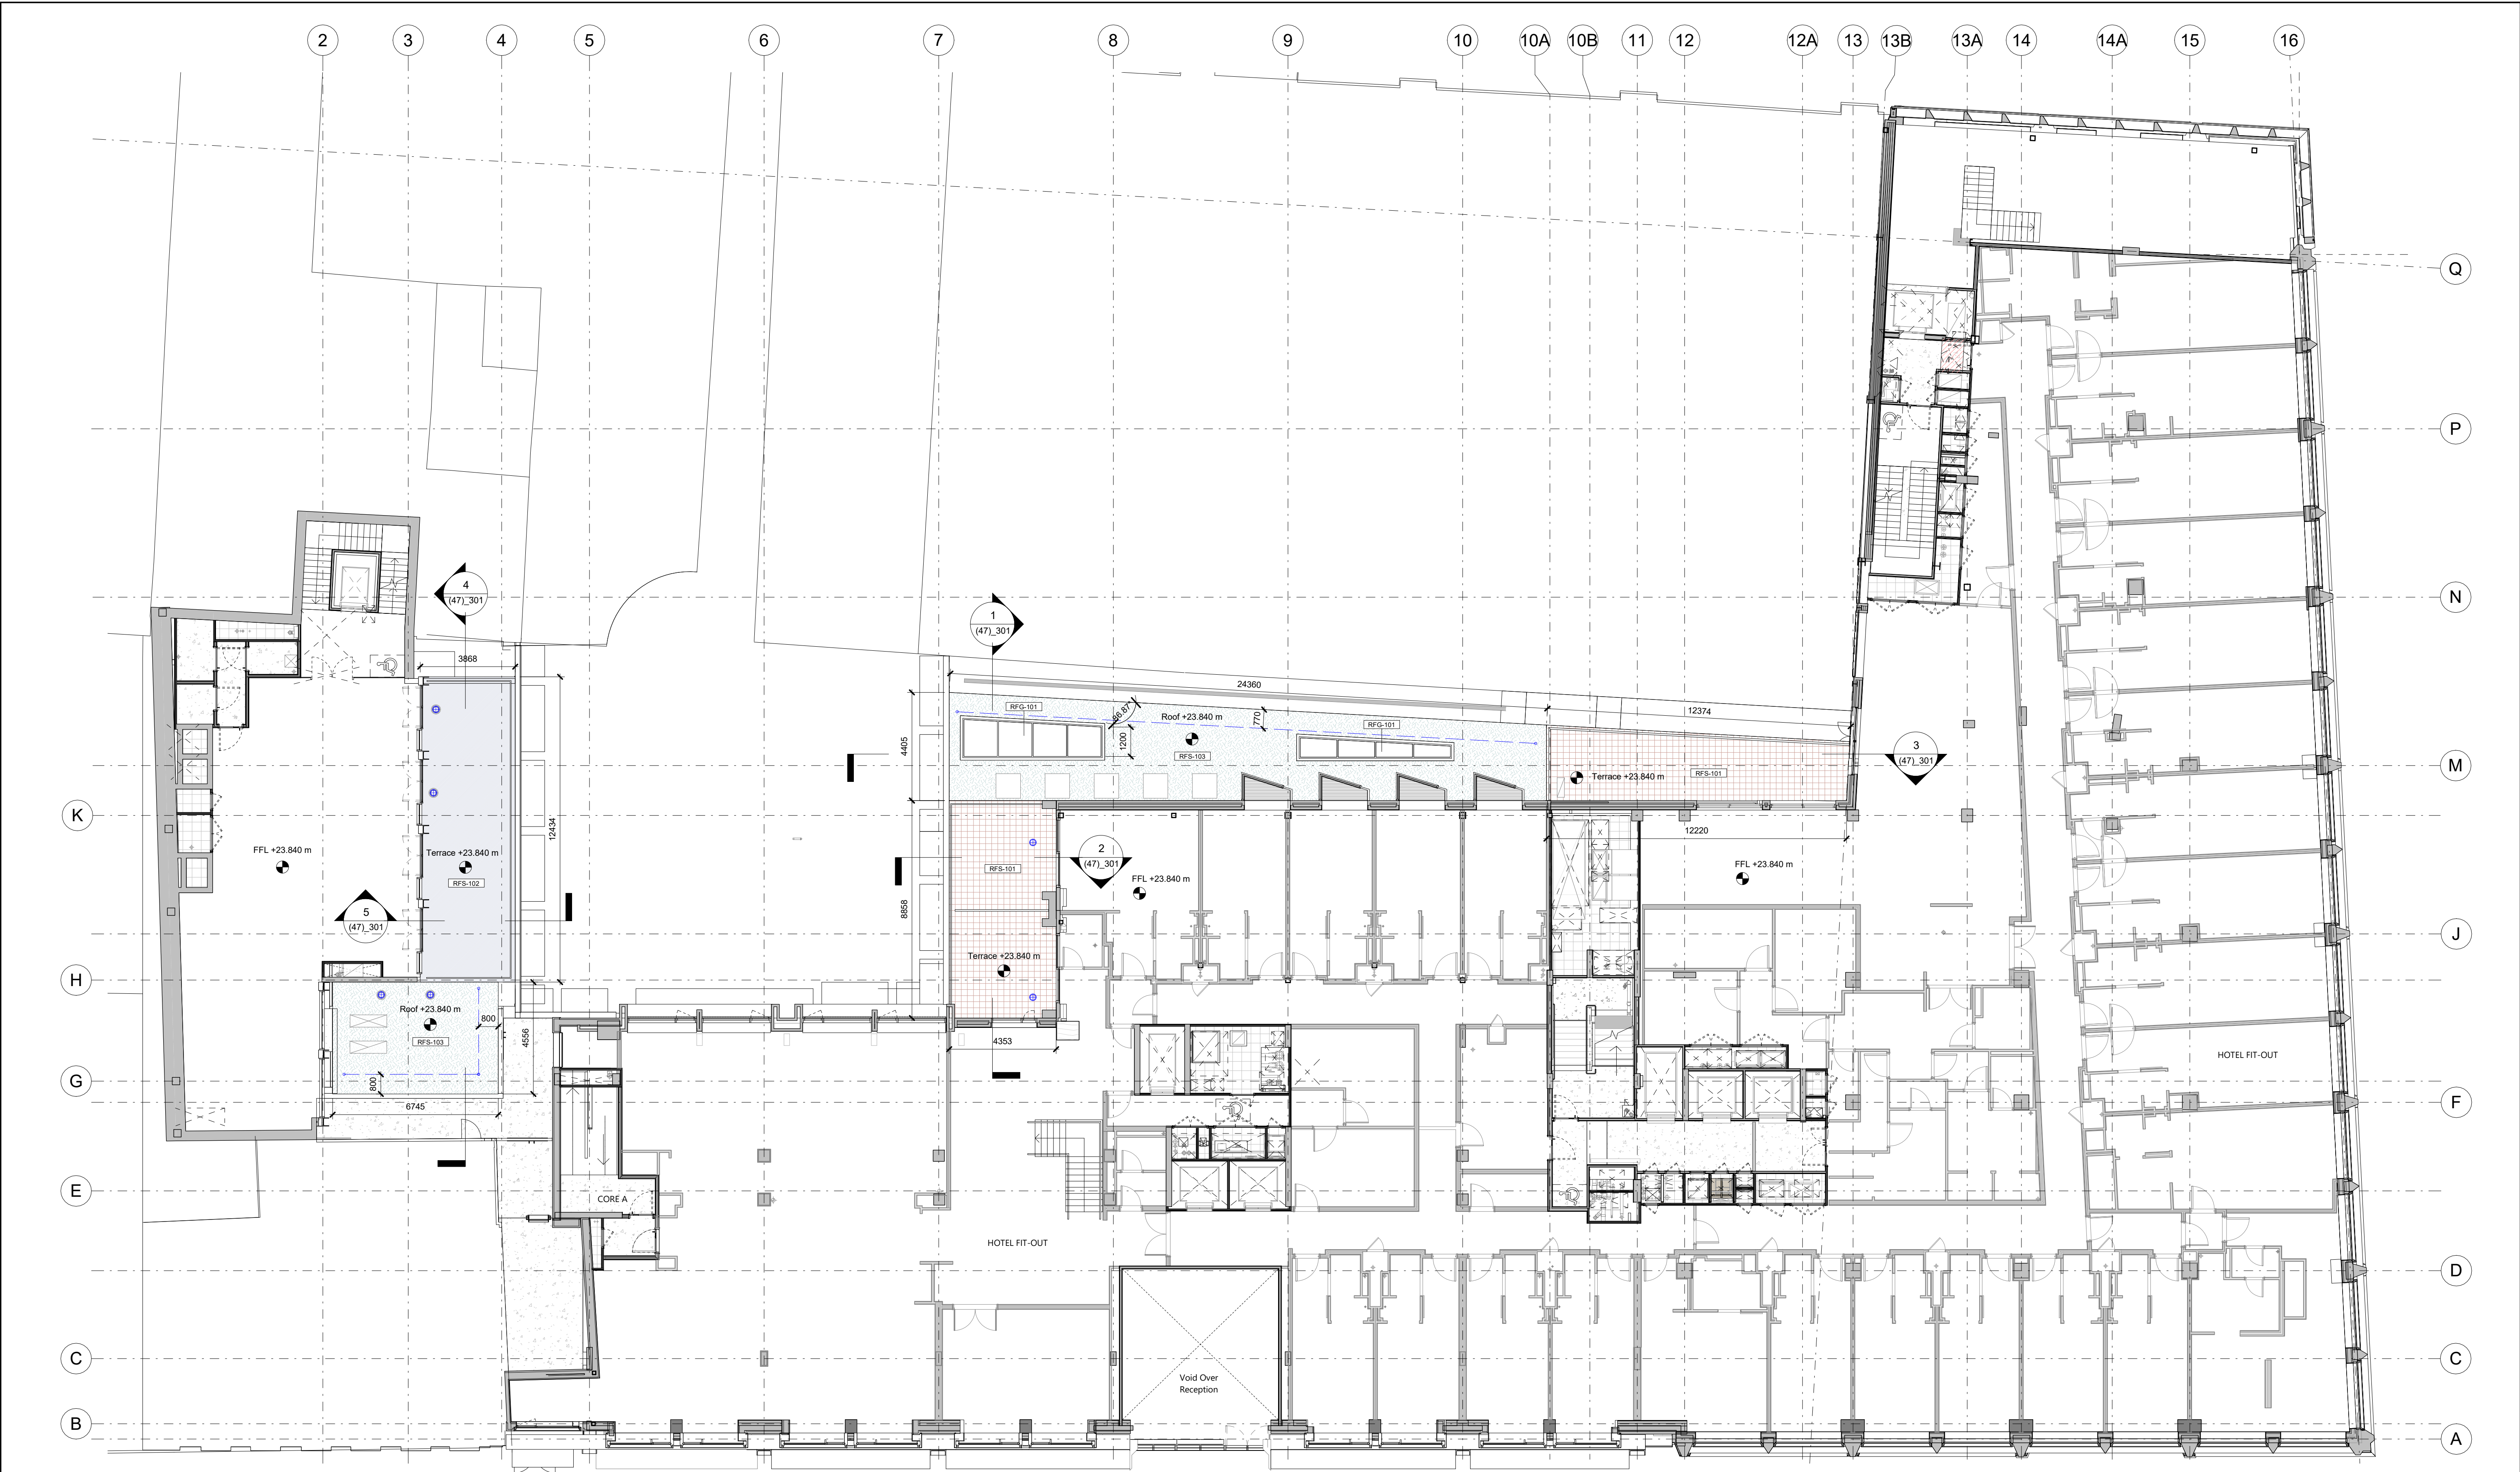 2
3
4
5
6
7
8
9
10
10A
10B
11
12
12A
13
13B
13A
14
14A
15
16
Q
P
N
M
K
J
H
G
F
E
D
C
C
B
A
4
(47)_301
1
(47)_301
3
(47)_301
2
(47)_301
5
(47)_301
3868
24360
12374
RFG-101
86.87°
Roof +23.840 m
770
RFG-101
1200
RFS-103
4405
Terrace +23.840 m
RFS-101
12220
12434
FFL +23.840 m
Terrace +23.840 m
RFS-102
RFS-101
FFL +23.840 m
FFL +23.840 m
8858
Terrace +23.840 m
4353
Roof +23.840 m
800
RFS-103
4556
800
6745
HOTEL FIT-OUT
CORE A
HOTEL FIT-OUT
Void Over
Reception